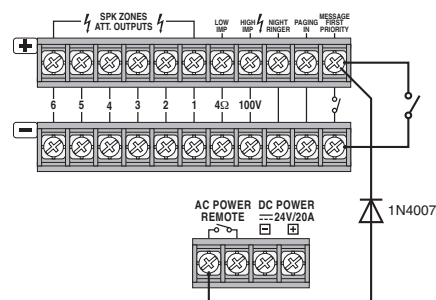 SPK ZONES
ATT. OUTPUTS
LOW
IMP
HIGH
IMP
NIGHT
RINGER
PAGING
IN
MESSAGE
FIRST
PRIORITY
+
6 5 4 3 2 1 4Ω 100V
−
AC POWER
REMOTE
DC POWER
24V/20A
− +
1N4007